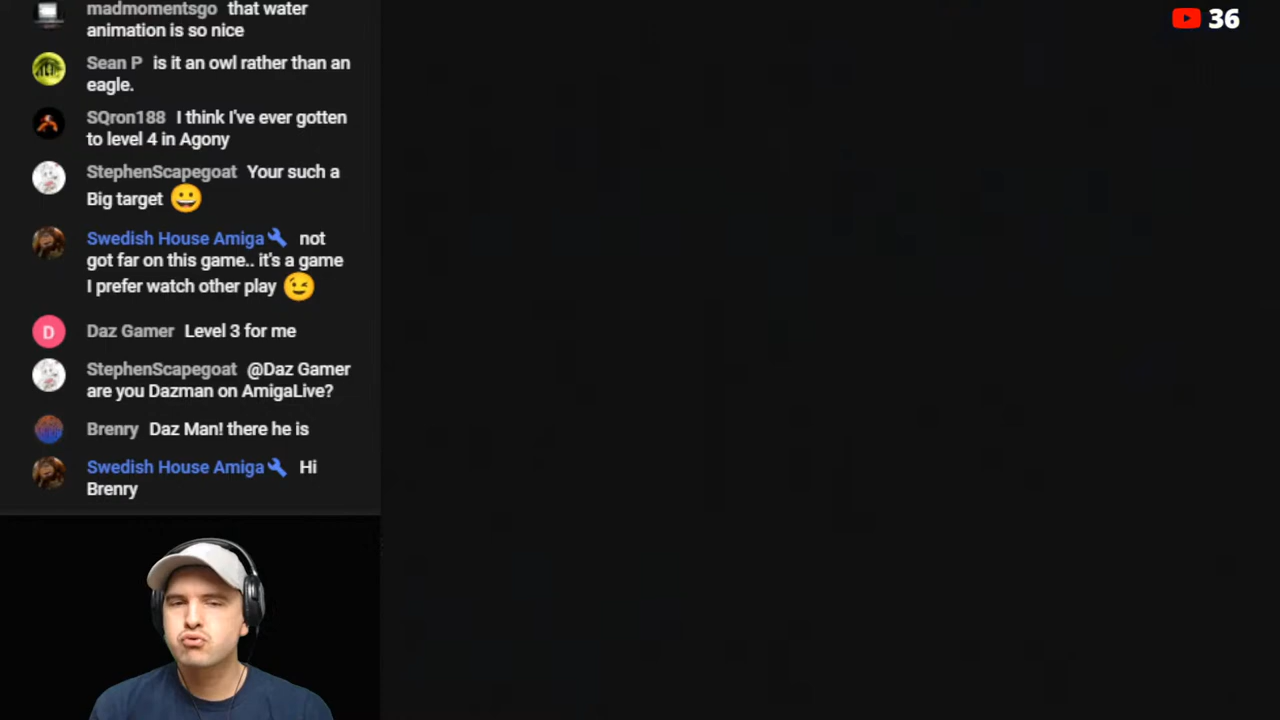 madmomentsgo that water
animation is so nice
Sean P is it an owl rather than an
eagle.
SQron188 I think I've ever gotten
to level 4 in Agony
StephenScapegoat Your such a
Big target 😀
Swedish House Amiga not
got far on this game.. it's a game
I prefer watch other play 😉
D Daz Gamer Level 3 for me
StephenScapegoat @Daz Gamer
are you Dazman on AmigaLive?
Brenry Daz Man! there he is
Swedish House Amiga Hi
Brenry
36